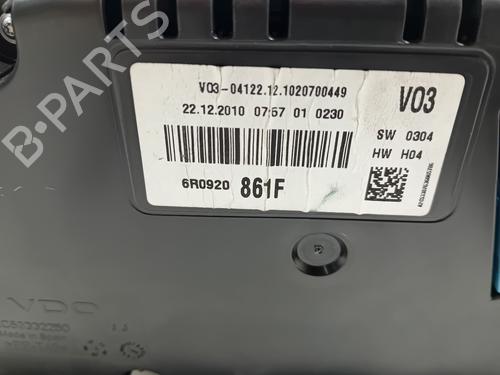 B-Parts
V03-04122.12.1020700449
V03
22.12.2010 07:57 01 0230
SW 0304
HW H04
6R0920 861F
VDO
Made in Spain